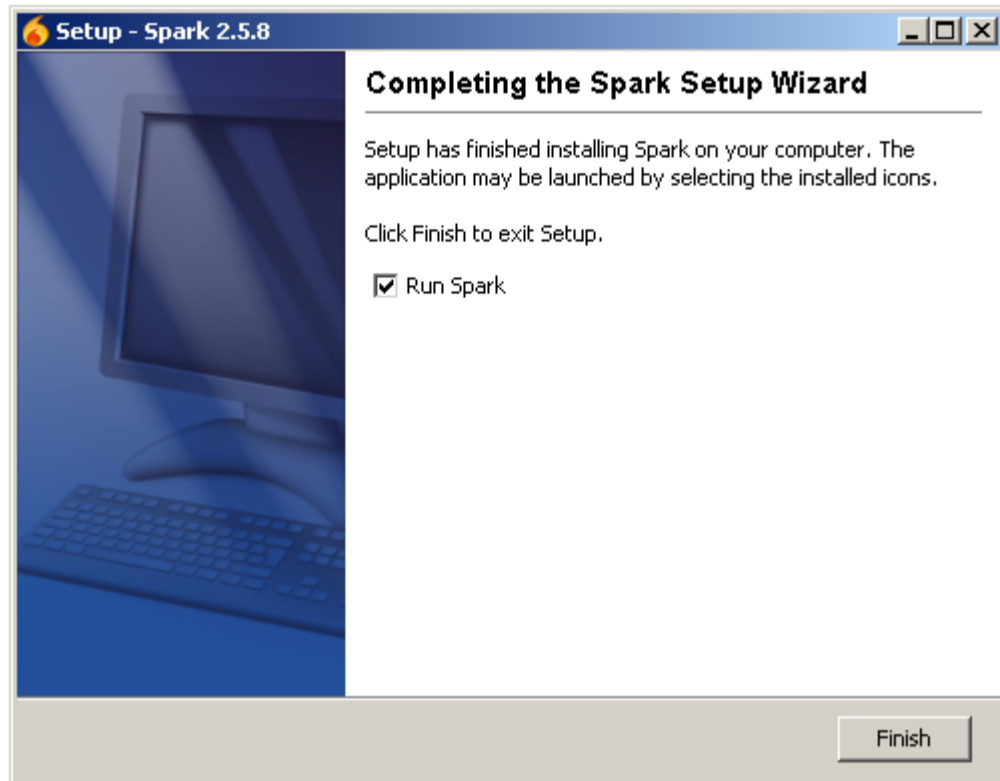 Setup - Spark 2.5.8
Completing the Spark Setup Wizard
Setup has finished installing Spark on your computer. The
application may be launched by selecting the installed icons.
Click Finish to exit Setup.
Run Spark
Finish